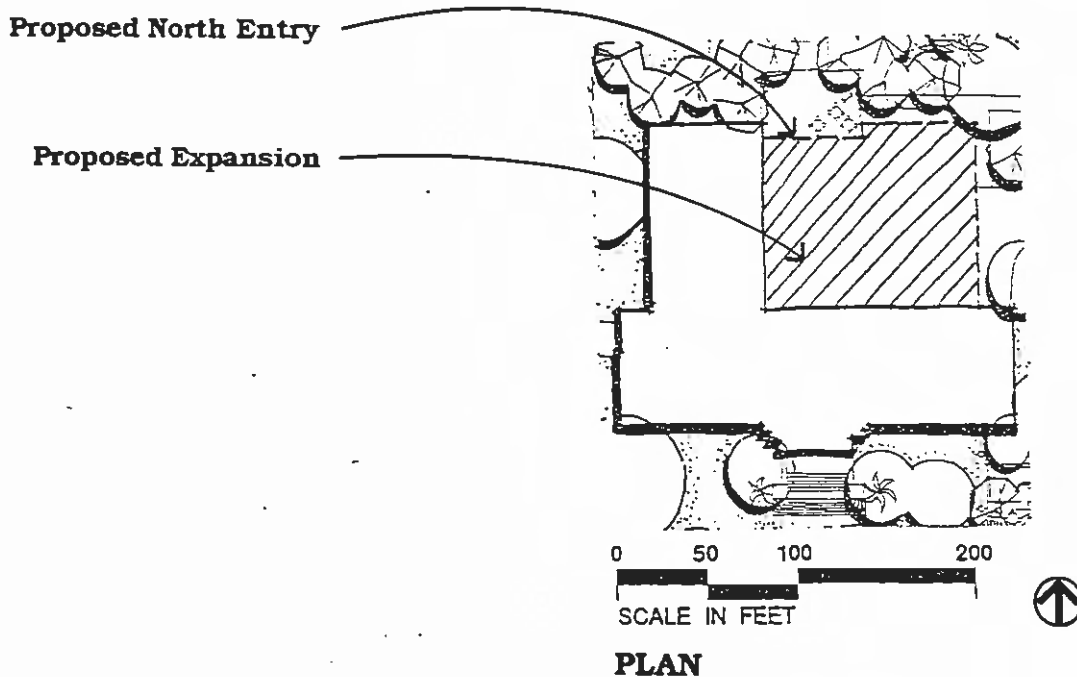 Proposed North Entry
Proposed Expansion
0 50 100 200
SCALE IN FEET
PLAN